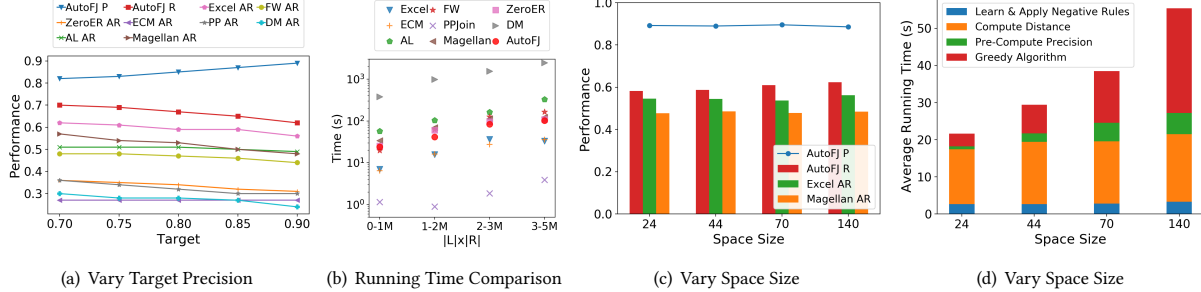 AutoFJ P
AutoFJ R
Excel AR
FW AR
ZeroER AR
ECM AR
PP AR
DM AR
AL AR
Magellan AR
Performance
0.9
0.8
0.7
0.6
0.5
0.4
0.3
0.70 0.75 0.80 0.85 0.90
Target
(a) Vary Target Precision
Excel
FW
ZeroER
ECM
PPJoin
DM
AL
Magellan
AutoFJ
Time (s)
10³
10²
10¹
10⁰
0-1M 1-2M 2-3M 3-5M
|L|x|R|
(b) Running Time Comparison
Performance
1.0
0.8
0.6
0.4
0.2
0.0
AutoFJ P
AutoFJ R
Excel AR
Magellan AR
24 44 70 140
Space Size
(c) Vary Space Size
Average Running Time (s)
50
40
30
20
10
0
Learn & Apply Negative Rules
Compute Distance
Pre-Compute Precision
Greedy Algorithm
24 44 70 140
Space Size
(d) Vary Space Size